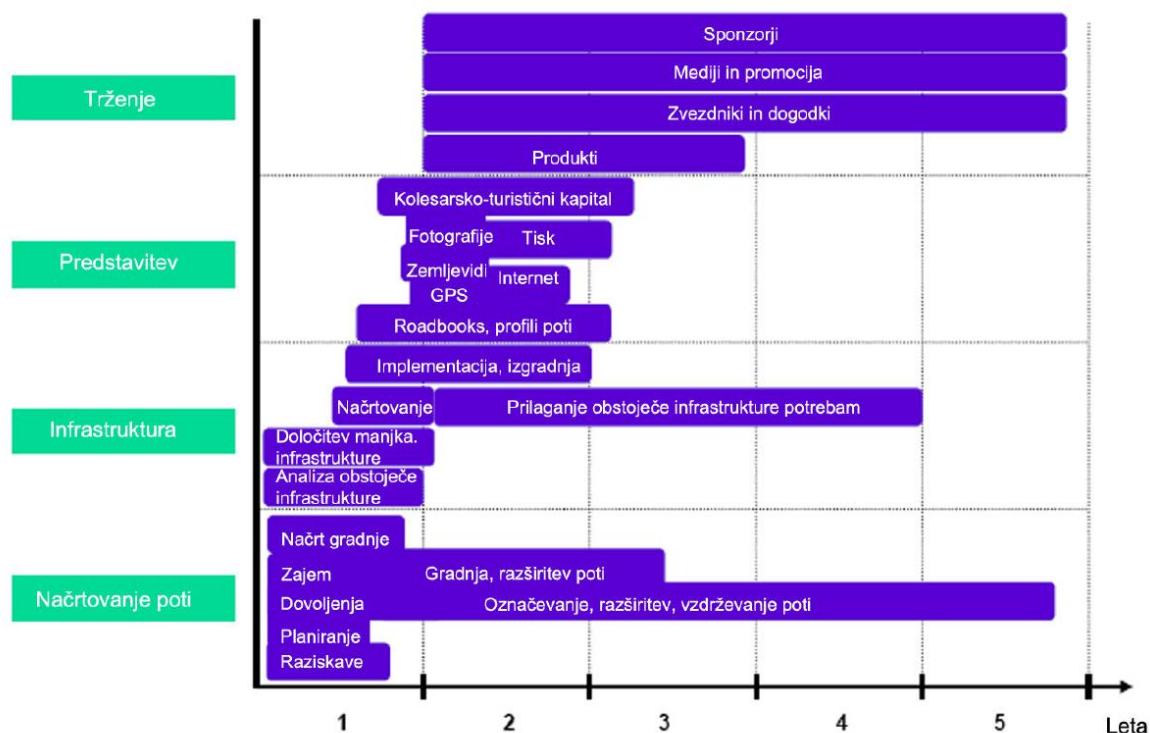 Trženje
Sponzorji
Mediji in promocija
Zvezdniki in dogodki
Produkti
Predstavitev
Kolesarsko-turistični kapital
Fotografije
Tisk
Zemljevidi
Internet
GPS
Roadbooks, profili poti
Infrastruktura
Implementacija, izgradnja
Načrtovanje
Prilaganje obstoječe infrastrukture potrebam
Določitev manjka.
infrastrukture
Analiza obstoječe
infrastrukture
Načrtovanje poti
Načrt gradnje
Zajem
Gradnja, razširitev poti
Dovoljenja
Označevanje, razširitev, vzdrževanje poti
Planiranje
Raziskave
1 2 3 4 5 Leta